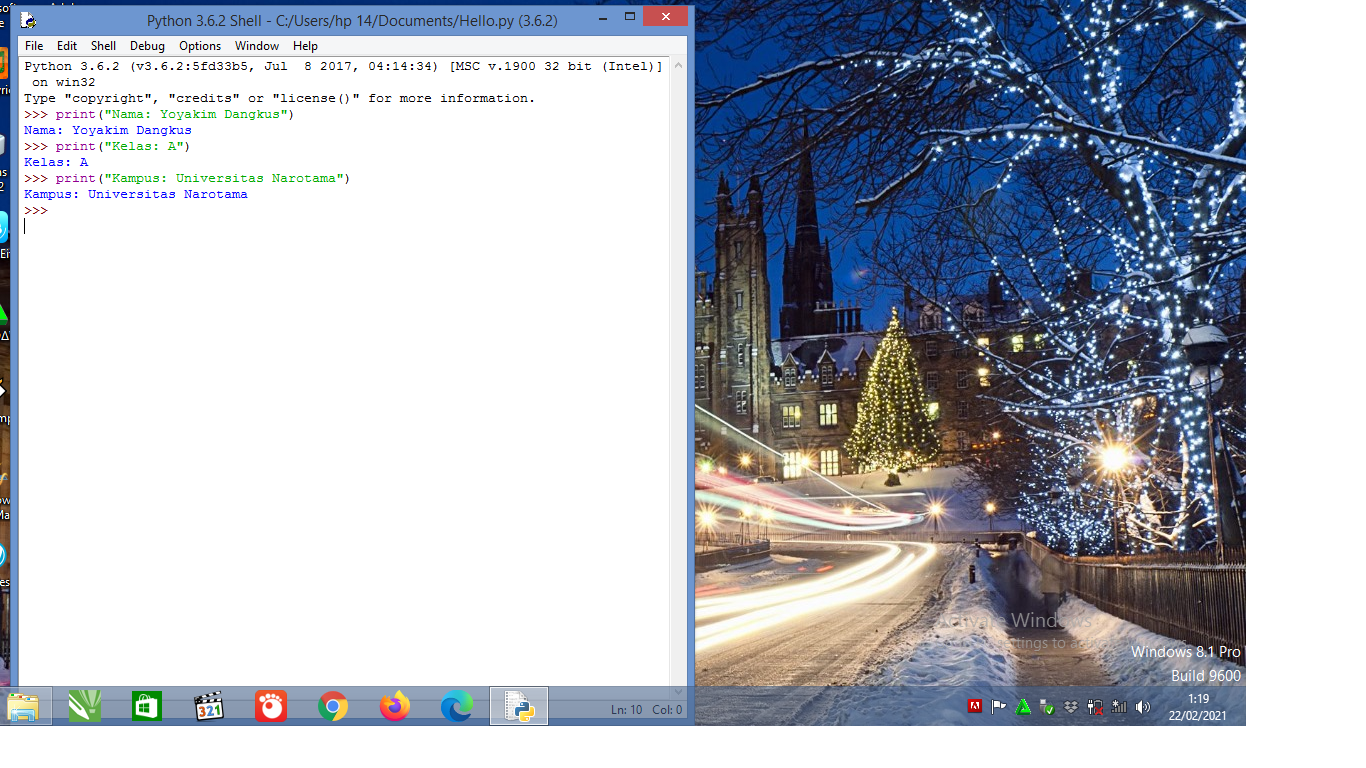 Python 3.6.2 Shell - C:/Users/hp 14/Documents/Hello.py (3.6.2)
File Edit Shell Debug Options Window Help
Python 3.6.2 (v3.6.2:5fd33b5, Jul  8 2017, 04:14:34) [MSC v.1900 32 bit (Intel)]
 on win32
Type "copyright", "credits" or "license()" for more information.
>>> print("Nama: Yoyakim Dangkus")
Nama: Yoyakim Dangkus
>>> print("Kelas: A")
Kelas: A
>>> print("Kampus: Universitas Narotama")
Kampus: Universitas Narotama
>>>
Ln: 10 Col: 0
321
Activate Windows
settings to
Windows 8.1 Pro
Build 9600
1:19
22/02/2021